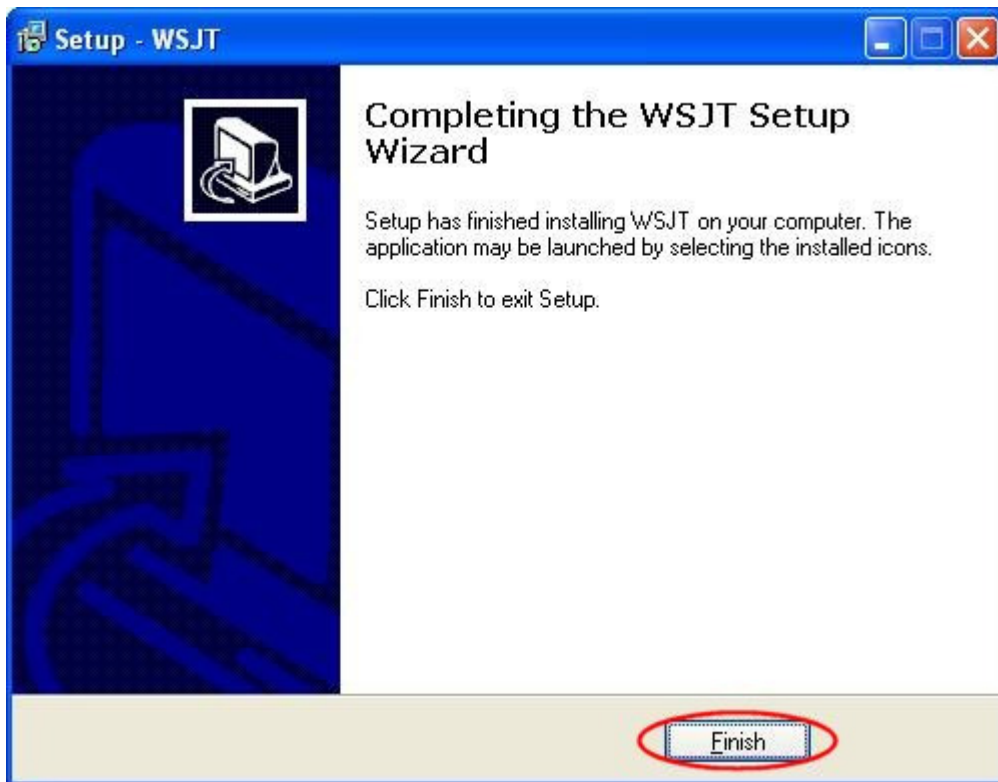 Setup - WSJT
Completing the WSJT Setup
Wizard
Setup has finished installing WSJT on your computer. The
application may be launched by selecting the installed icons.
Click Finish to exit Setup.
Finish